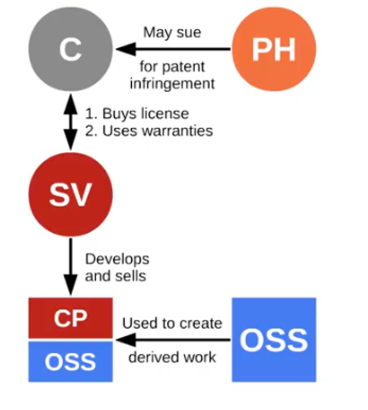 C
May sue
PH
for patent
infringement
1. Buys license
2. Uses warranties
SV
Develops
and sells
CP
OSS
Used to create
derived work
OSS